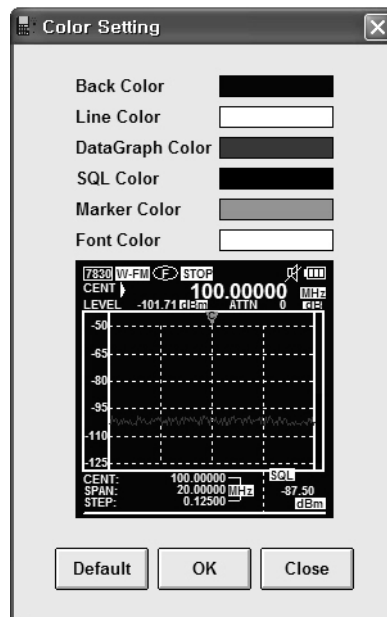 Color Setting
Back Color
Line Color
DataGraph Color
SQL Color
Marker Color
Font Color
7830 W-FM F STOP
CENT 100.00000 MHz
LEVEL -101.71 dBm ATTN 0 dB
C
-50
-65
-80
-95
-110
-125
CENT: 100.00000
SPAN: 20.00000 MHz
STEP: 0.12500
SQL
-87.50
dBm
Default OK Close